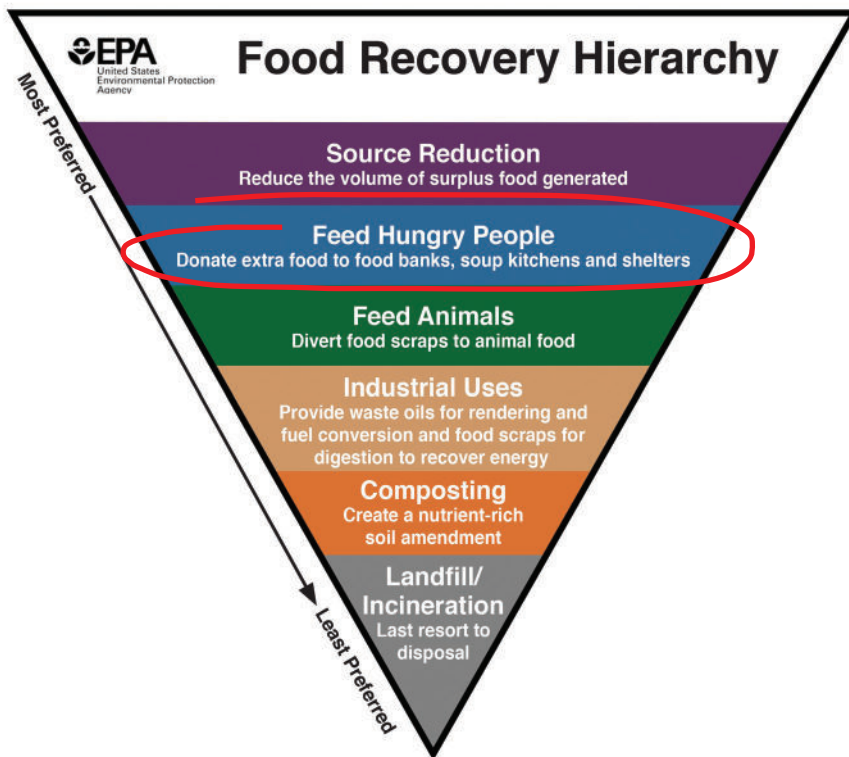 EPA
United States
Environmental Protection
Agency
Food Recovery Hierarchy
Most Preferred
Source Reduction
Reduce the volume of surplus food generated
Feed Hungry People
Donate extra food to food banks, soup kitchens and shelters
Feed Animals
Divert food scraps to animal food
Industrial Uses
Provide waste oils for rendering and
fuel conversion and food scraps for
digestion to recover energy
Composting
Create a nutrient-rich
soil amendment
Landfill/
Incineration
Last resort to
disposal
Least Preferred